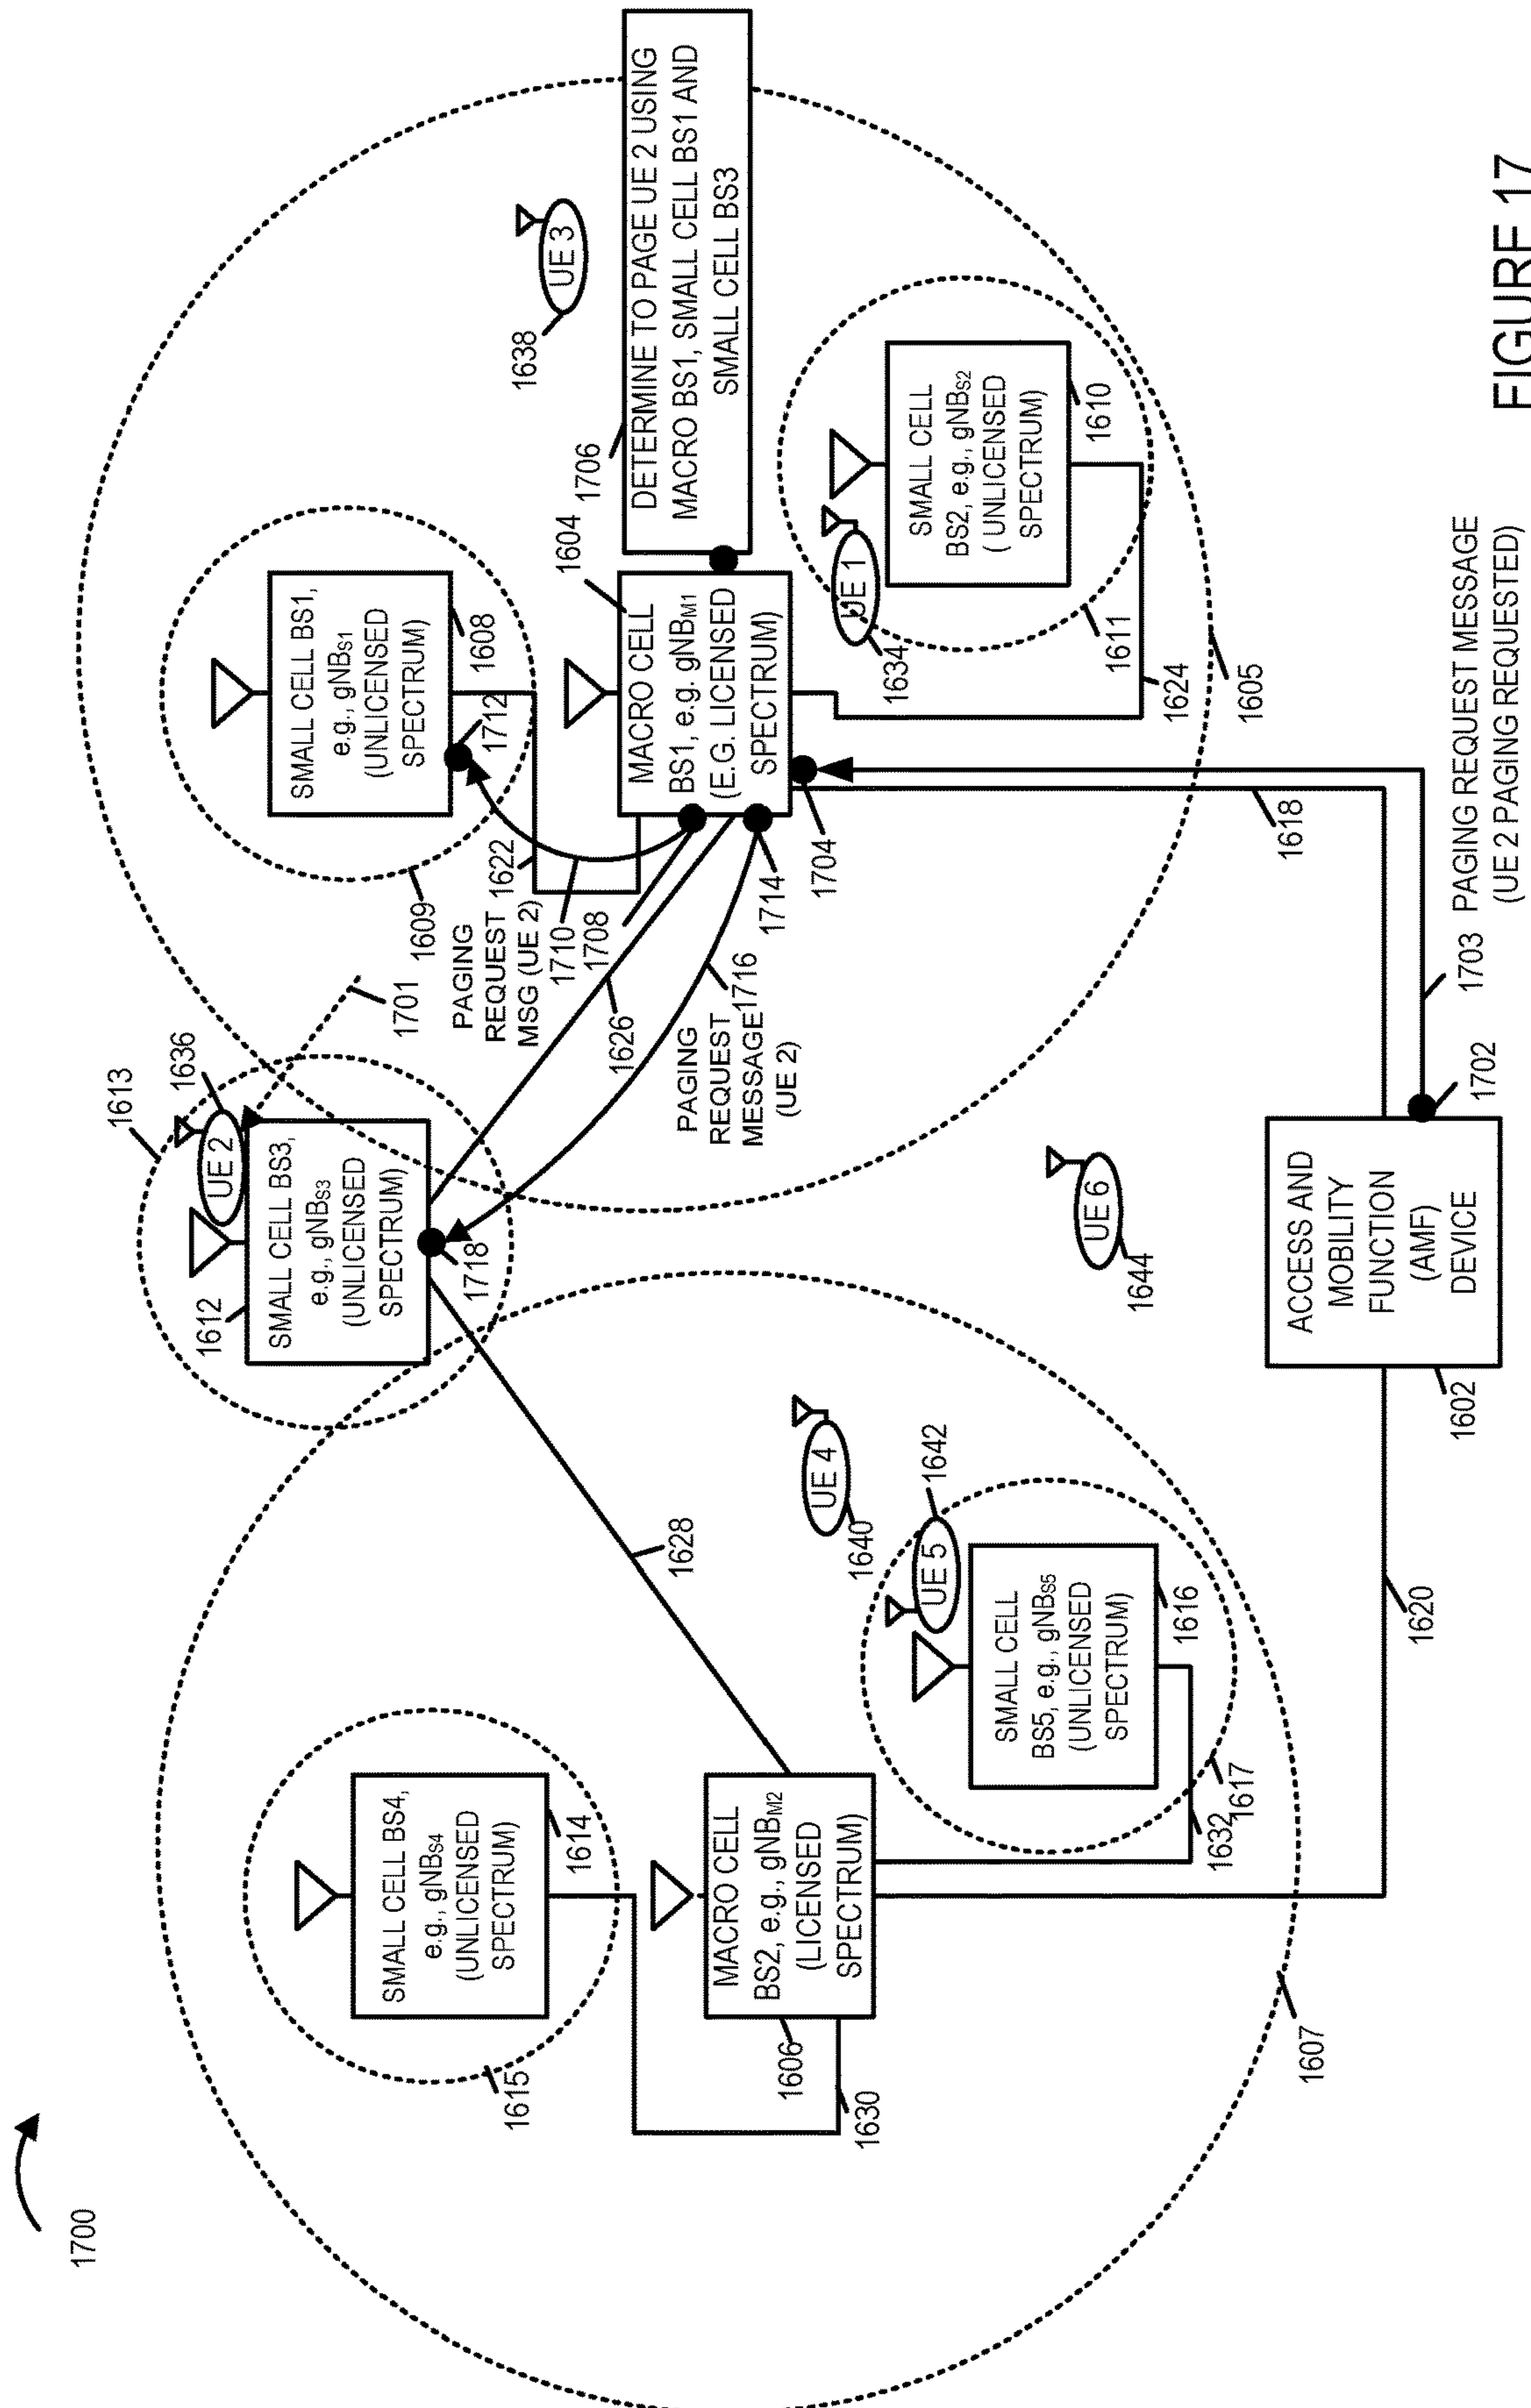 1700
SMALL CELL BS4,
e.g., gNBS4
(UNLICENSED
SPECTRUM)
1614
1615
MACRO CELL
BS2, e.g., gNBM2
(LICENSED
SPECTRUM)
1606
1630
1607
SMALL CELL
BS5, e.g., gNBS5
(UNLICENSED
SPECTRUM)
1616
1617
1632
UE 5
1642
UE 4
1640
1628
1620
1613
1636
UE 2
SMALL CELL BS3,
e.g., gNBS3
(UNLICENSED
SPECTRUM)
1612
1718
1701
UE 6
1644
ACCESS AND
MOBILITY
FUNCTION
(AMF)
DEVICE
1602
1702
1703
PAGING REQUEST MESSAGE
(UE 2 PAGING REQUESTED)
SMALL CELL BS1,
e.g., gNBS1
(UNLICENSED
SPECTRUM)
1608
1712
1609
1622
PAGING
REQUEST
MSG (UE 2)
1710
1708
1626
1716
PAGING
REQUEST
MESSAGE
(UE 2)
1714
1704
1618
MACRO CELL
BS1, e.g. gNBM1
(E.G. LICENSED
SPECTRUM)
1604
1706
DETERMINE TO PAGE UE 2 USING
MACRO BS1, SMALL CELL BS1 AND
SMALL CELL BS3
UE 3
1638
UE 1
1634
SMALL CELL
BS2, e.g., gNBS2
( UNLICENSED
SPECTRUM)
1610
1611
1624
1605
FIGURE 17